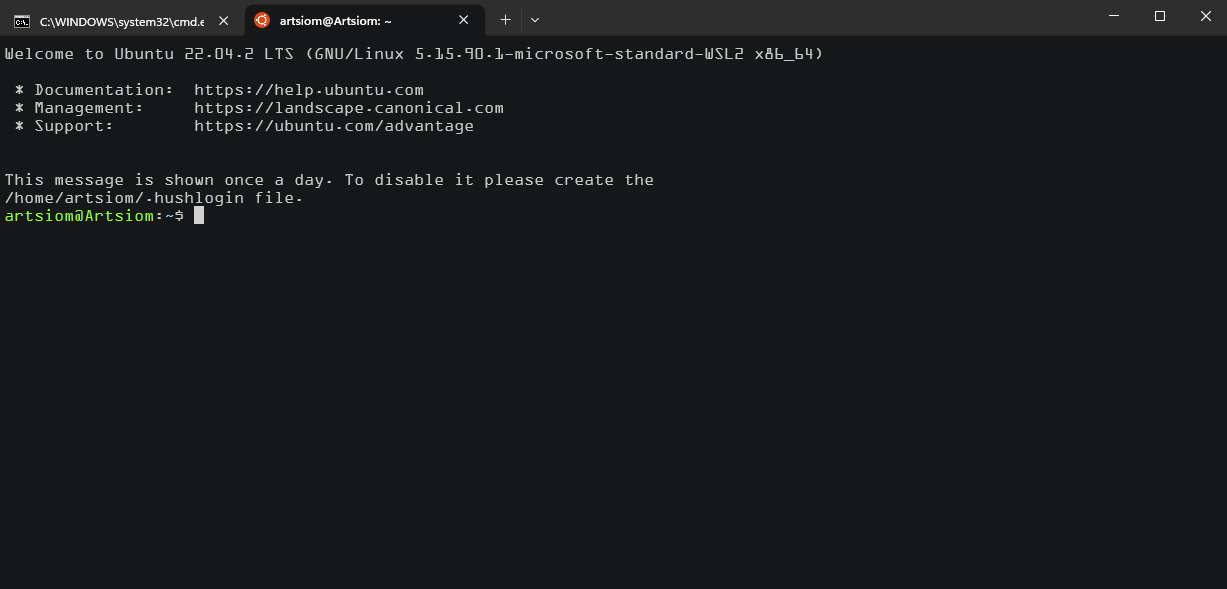 C:\WINDOWS\system32\cmd.e
artsiom@Artsiom: ~
Welcome to Ubuntu 22.04.2 LTS (GNU/Linux 5.15.90.1-microsoft-standard-WSL2 x86_64)
* Documentation:  https://help.ubuntu.com
* Management:     https://landscape.canonical.com
* Support:        https://ubuntu.com/advantage
This message is shown once a day. To disable it please create the
/home/artsiom/.hushlogin file.
artsiom@Artsiom:~$